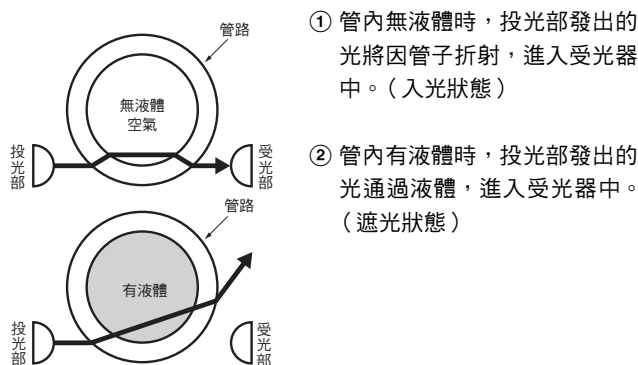 管路
無液體
空氣
投光部
受光部
① 管內無液體時，投光部發出的
光將因管子折射，進入受光器
中。（入光狀態）
管路
有液體
投光部
受光部
② 管內有液體時，投光部發出的
光通過液體，進入受光器中。
（遮光狀態）